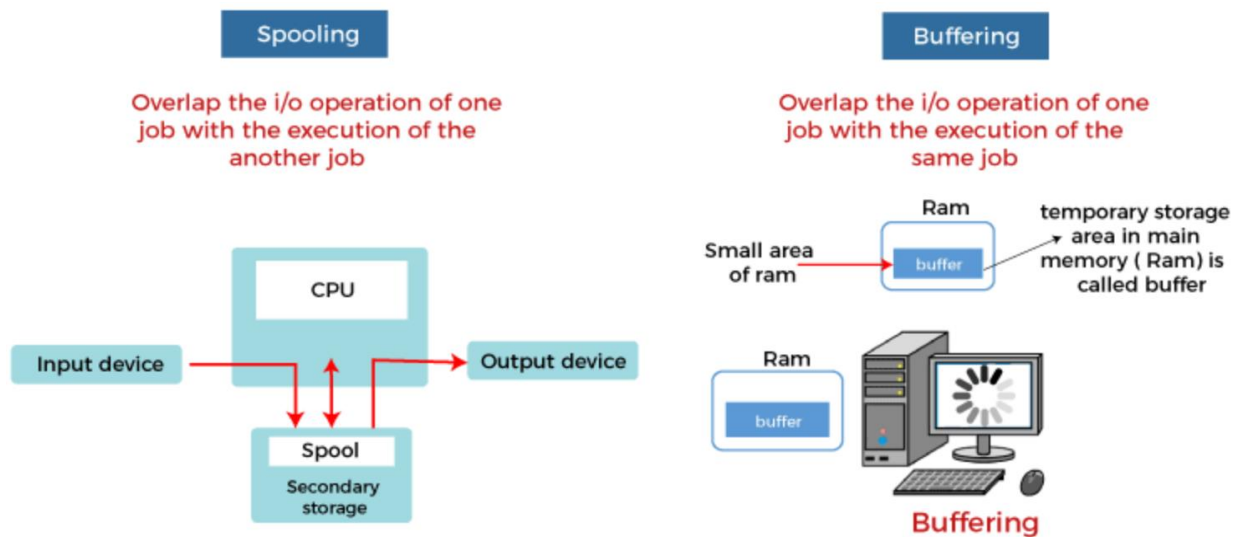 Spooling
Overlap the i/o operation of one
job with the execution of the
another job
CPU
Input device
Output device
Spool
Secondary
storage
Buffering
Overlap the i/o operation of one
job with the execution of the
same job
Ram
Small area
of ram
buffer
temporary storage
area in main
memory ( Ram) is
called buffer
Ram
buffer
Buffering